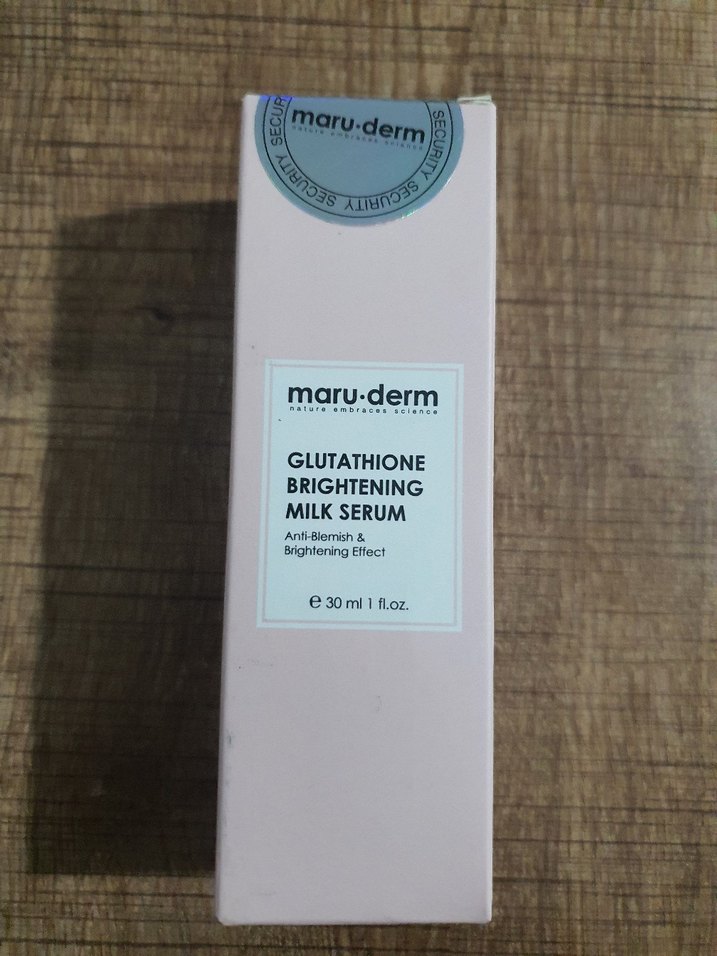 maru·derm
nature embraces science
SECURITY SECURITY SECURITY SECURITY
maru·derm
nature embraces science
GLUTATHIONE
BRIGHTENING
MILK SERUM
Anti-Blemish &
Brightening Effect
℮ 30 ml 1 fl.oz.